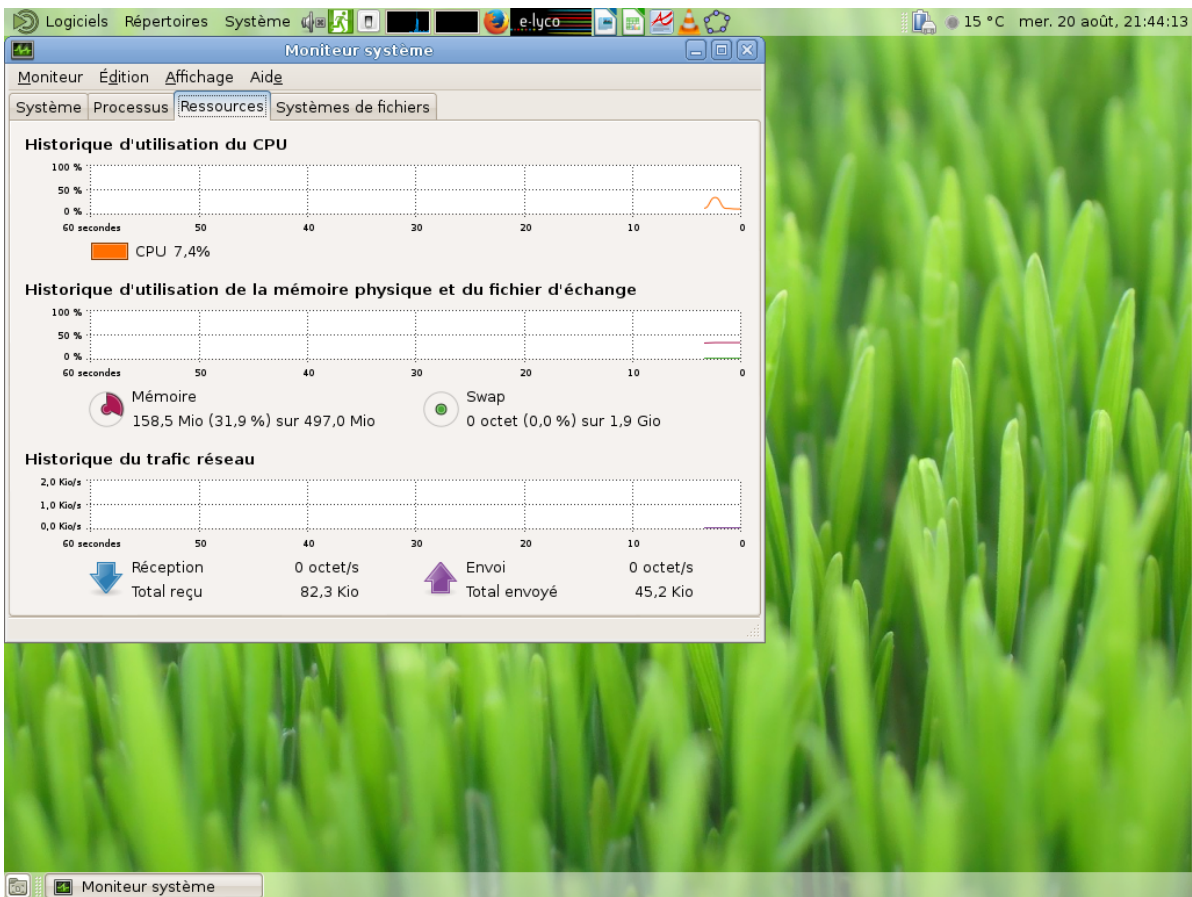 Logiciels Répertoires Système e-lyco 15 °C mer. 20 août, 21:44:13
Moniteur système
Moniteur Édition Affichage Aide
Système Processus Ressources Systèmes de fichiers
Historique d'utilisation du CPU
100 %
50 %
0 %
60 secondes 50 40 30 20 10 0
CPU 7,4%
Historique d'utilisation de la mémoire physique et du fichier d'échange
100 %
50 %
0 %
60 secondes 50 40 30 20 10 0
Mémoire Swap
158,5 Mio (31,9 %) sur 497,0 Mio 0 octet (0,0 %) sur 1,9 Gio
Historique du trafic réseau
2,0 Kio/s
1,0 Kio/s
0,0 Kio/s
60 secondes 50 40 30 20 10 0
Réception 0 octet/s Envoi 0 octet/s
Total reçu 82,3 Kio Total envoyé 45,2 Kio
Moniteur système